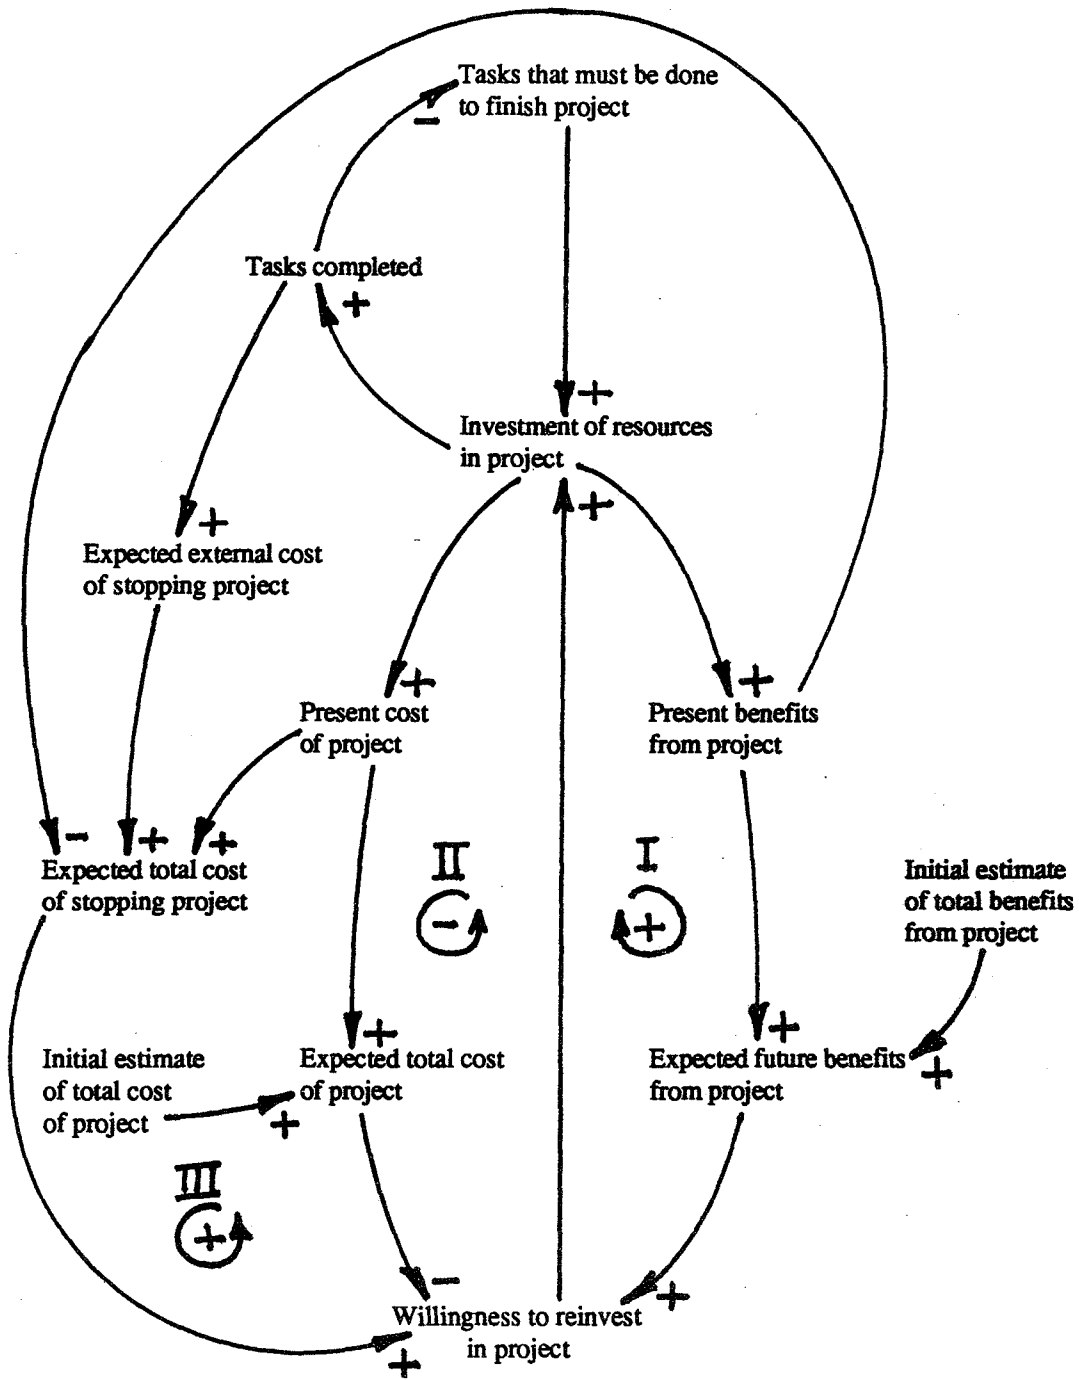 Tasks that must be done
to finish project
−
Tasks completed
+
+
Investment of resources
in project
+
+
Expected external cost
of stopping project
+
+
Present cost
of project
Present benefits
from project
− + +
Expected total cost
of stopping project
II
−
I
+
Initial estimate
of total benefits
from project
+
+
+
Initial estimate
of total cost
of project
+
Expected total cost
of project
Expected future benefits
from project
III
+
−
+
Willingness to reinvest
in project
+